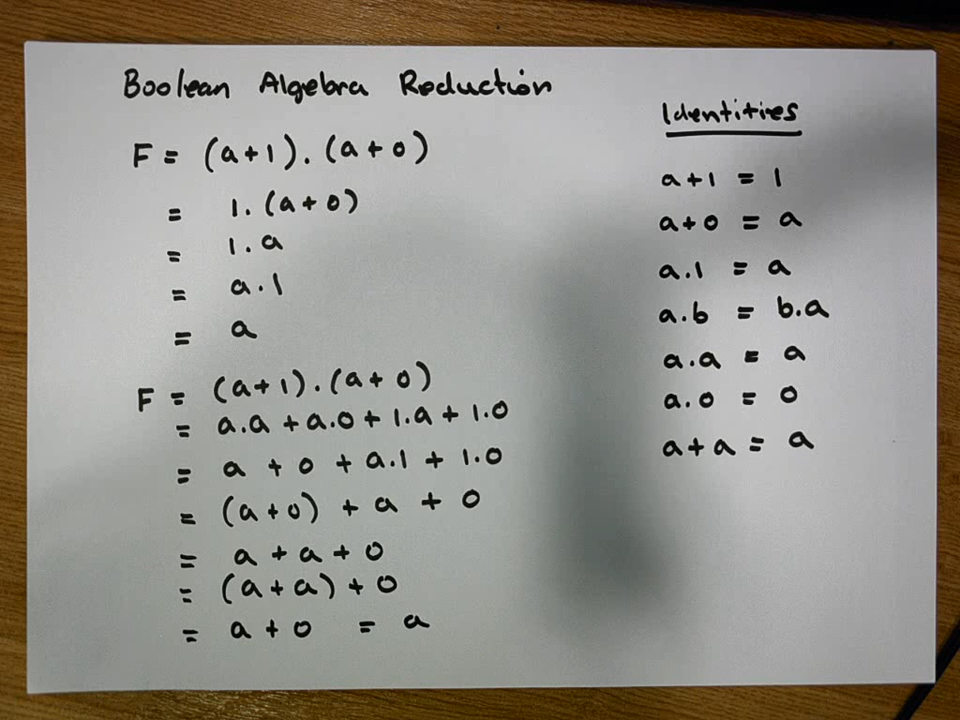 Boolean Algebra Reduction
F = (a+1).(a+0)
= 1.(a+0)
= 1.a
= a.1
= a
F = (a+1).(a+0)
= a.a + a.0 + 1.a + 1.0
= a + 0 + a.1 + 1.0
= (a+0) + a + 0
= a + a + 0
= (a+a) + 0
= a + 0 = a
Identities
a+1 = 1
a+0 = a
a.1 = a
a.b = b.a
a.a = a
a.0 = 0
a+a = a